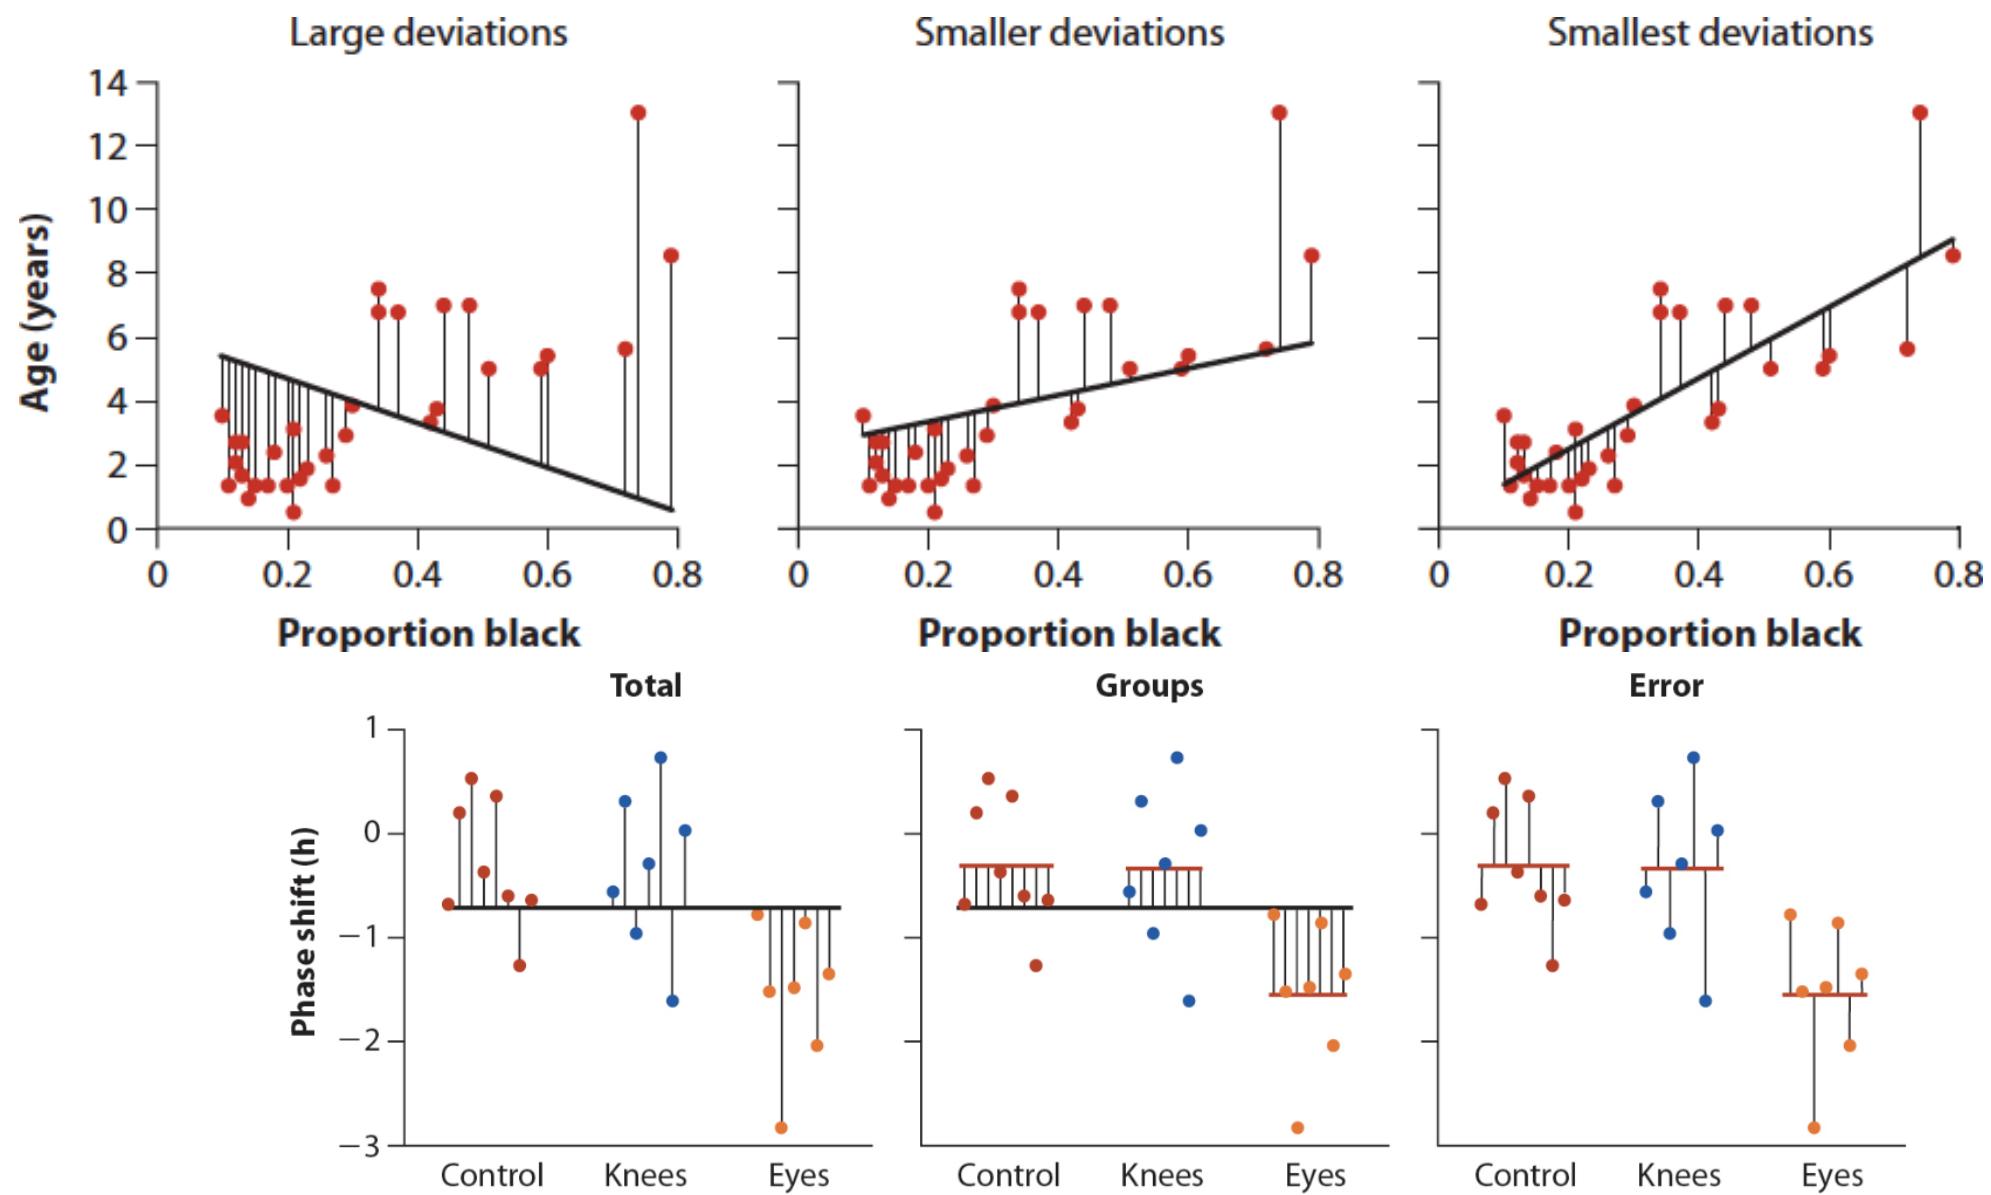 Large deviations Smaller deviations Smallest deviations
14
12
10
8
6
4
2
0
Age (years)
0 0.2 0.4 0.6 0.8 0 0.2 0.4 0.6 0.8 0 0.2 0.4 0.6 0.8
Proportion black Proportion black Proportion black
Total Groups Error
1
0
−1
−2
−3
Phase shift (h)
Control Knees Eyes Control Knees Eyes Control Knees Eyes